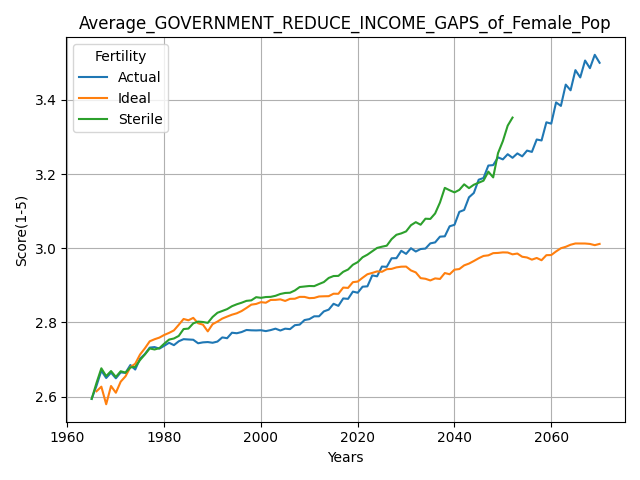 Average_GOVERNMENT_REDUCE_INCOME_GAPS_of_Female_Pop
Fertility
Actual
Ideal
Sterile
Score(1-5)
3.4
3.2
3.0
2.8
2.6
1960 1980 2000 2020 2040 2060
Years